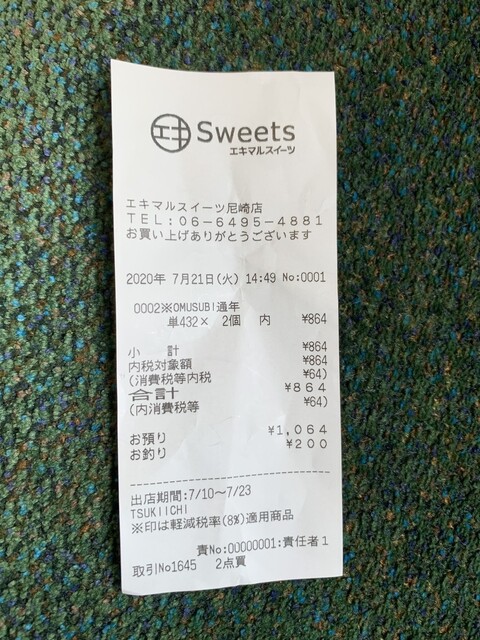 エキ Sweets
エキマルスイーツ
エキマルスイーツ尼崎店
TEL:06-6495-4881
お買い上げありがとうございます
2020年 7月21日(火) 14:49 No:0001
0002※OMUSUBI通年
単432× 2個 内 ¥864
小 計 ¥864
内税対象額 ¥864
(消費税等内税 ¥64)
合計 ¥864
(内消費税等 ¥64)
お預り ¥1,064
お釣り ¥200
出店期間:7/10〜7/23
TSUKIICHI
※印は軽減税率(8%)適用商品
責No:00000001:責任者1
取引No1645 2点買